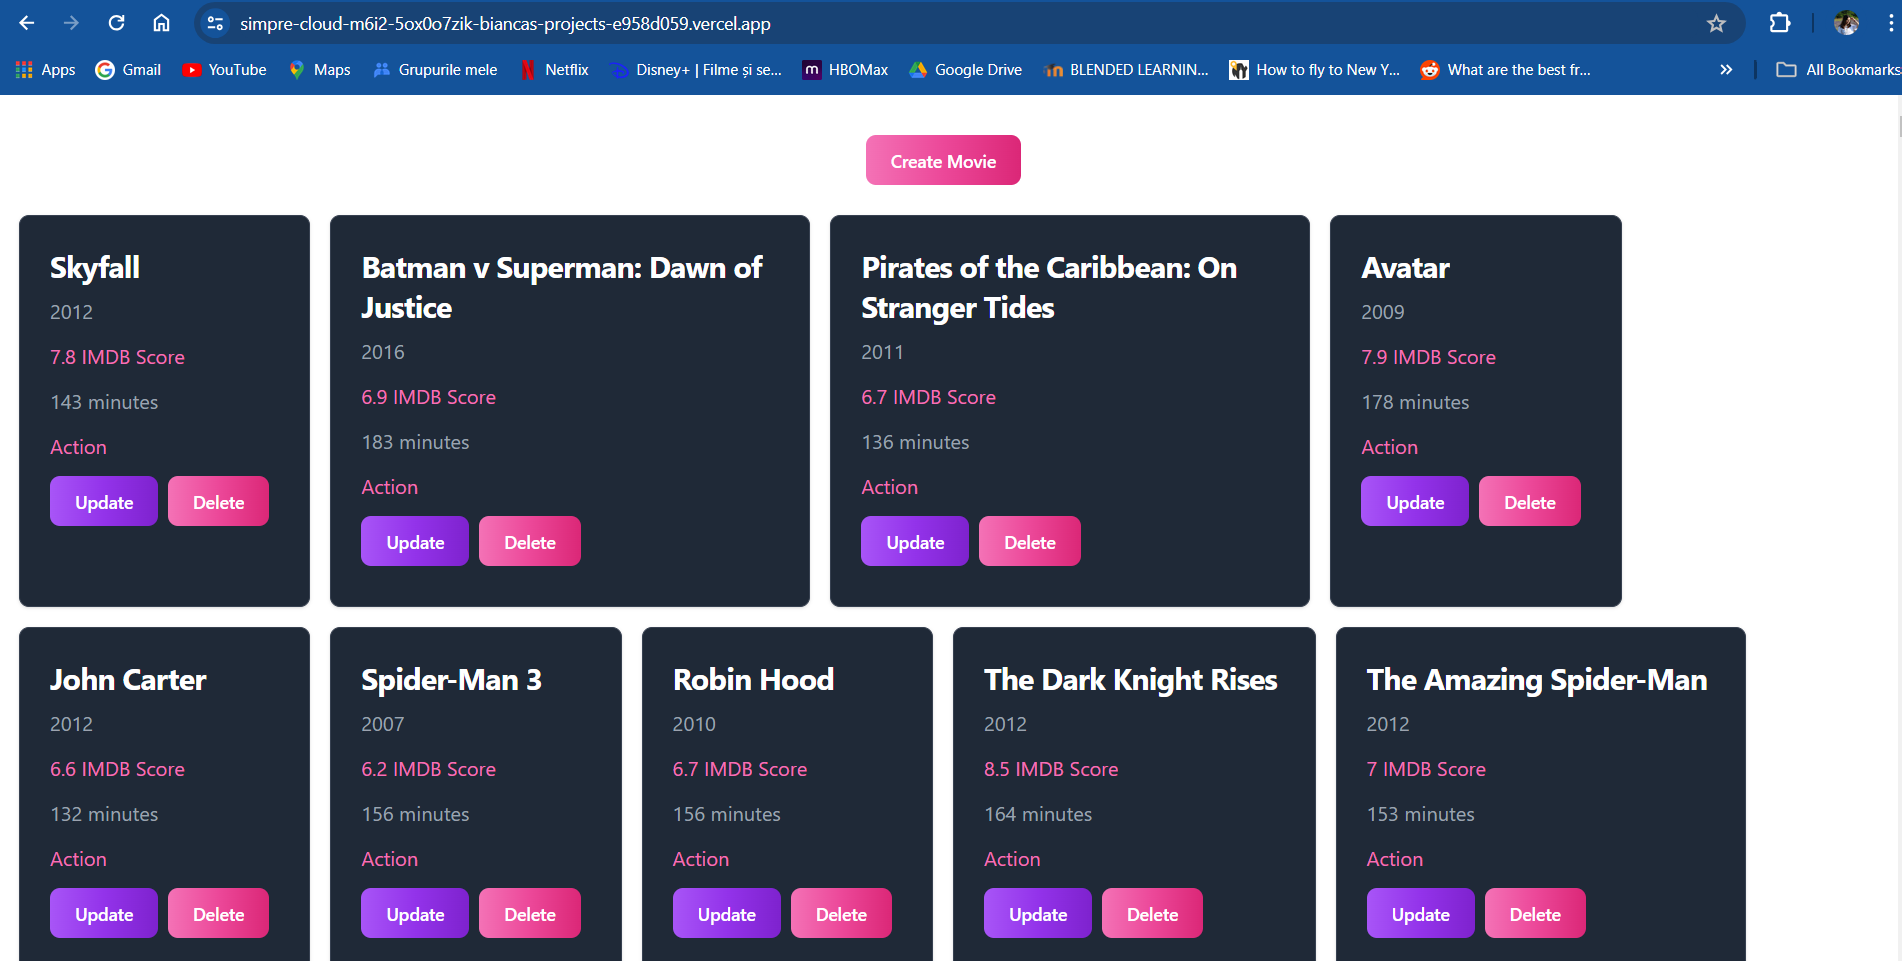 simpre-cloud-m6i2-5ox0o7zik-biancas-projects-e958d059.vercel.app
Apps Gmail YouTube Maps Grupurile mele Netflix Disney+ | Filme și se... HBOMax Google Drive BLENDED LEARNIN... How to fly to New Y... What are the best fr... All Bookmarks
Create Movie
Skyfall
2012
7.8 IMDB Score
143 minutes
Action
Update Delete
Batman v Superman: Dawn of
Justice
2016
6.9 IMDB Score
183 minutes
Action
Update Delete
Pirates of the Caribbean: On
Stranger Tides
2011
6.7 IMDB Score
136 minutes
Action
Update Delete
Avatar
2009
7.9 IMDB Score
178 minutes
Action
Update Delete
John Carter
2012
6.6 IMDB Score
132 minutes
Action
Update Delete
Spider-Man 3
2007
6.2 IMDB Score
156 minutes
Action
Update Delete
Robin Hood
2010
6.7 IMDB Score
156 minutes
Action
Update Delete
The Dark Knight Rises
2012
8.5 IMDB Score
164 minutes
Action
Update Delete
The Amazing Spider-Man
2012
7 IMDB Score
153 minutes
Action
Update Delete